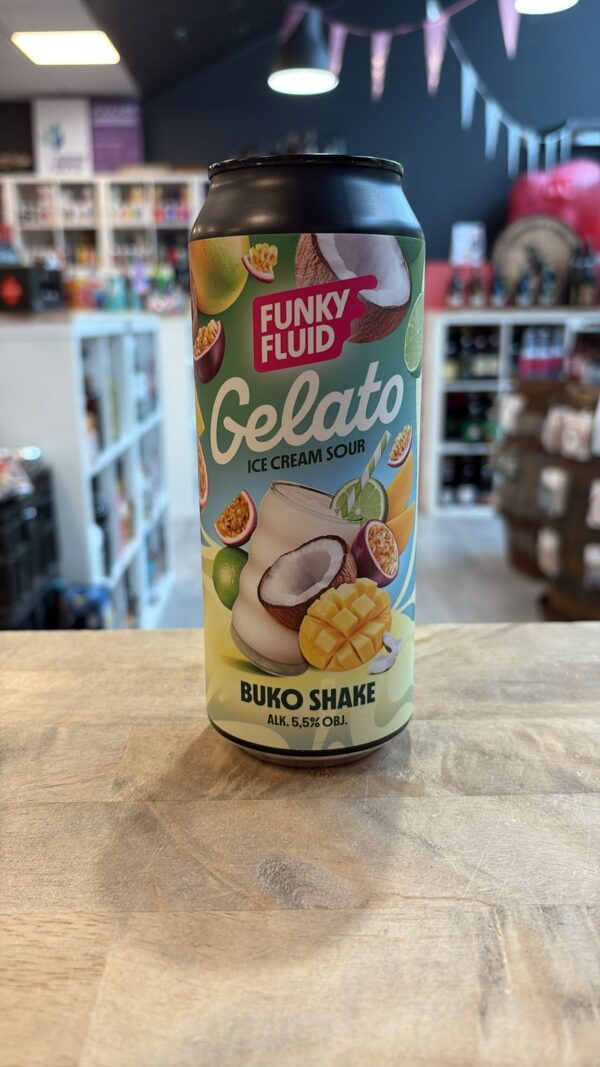 FUNKY
FLUID
Gelato
ICE CREAM SOUR
BUKO SHAKE
ALK. 5,5% OBJ.